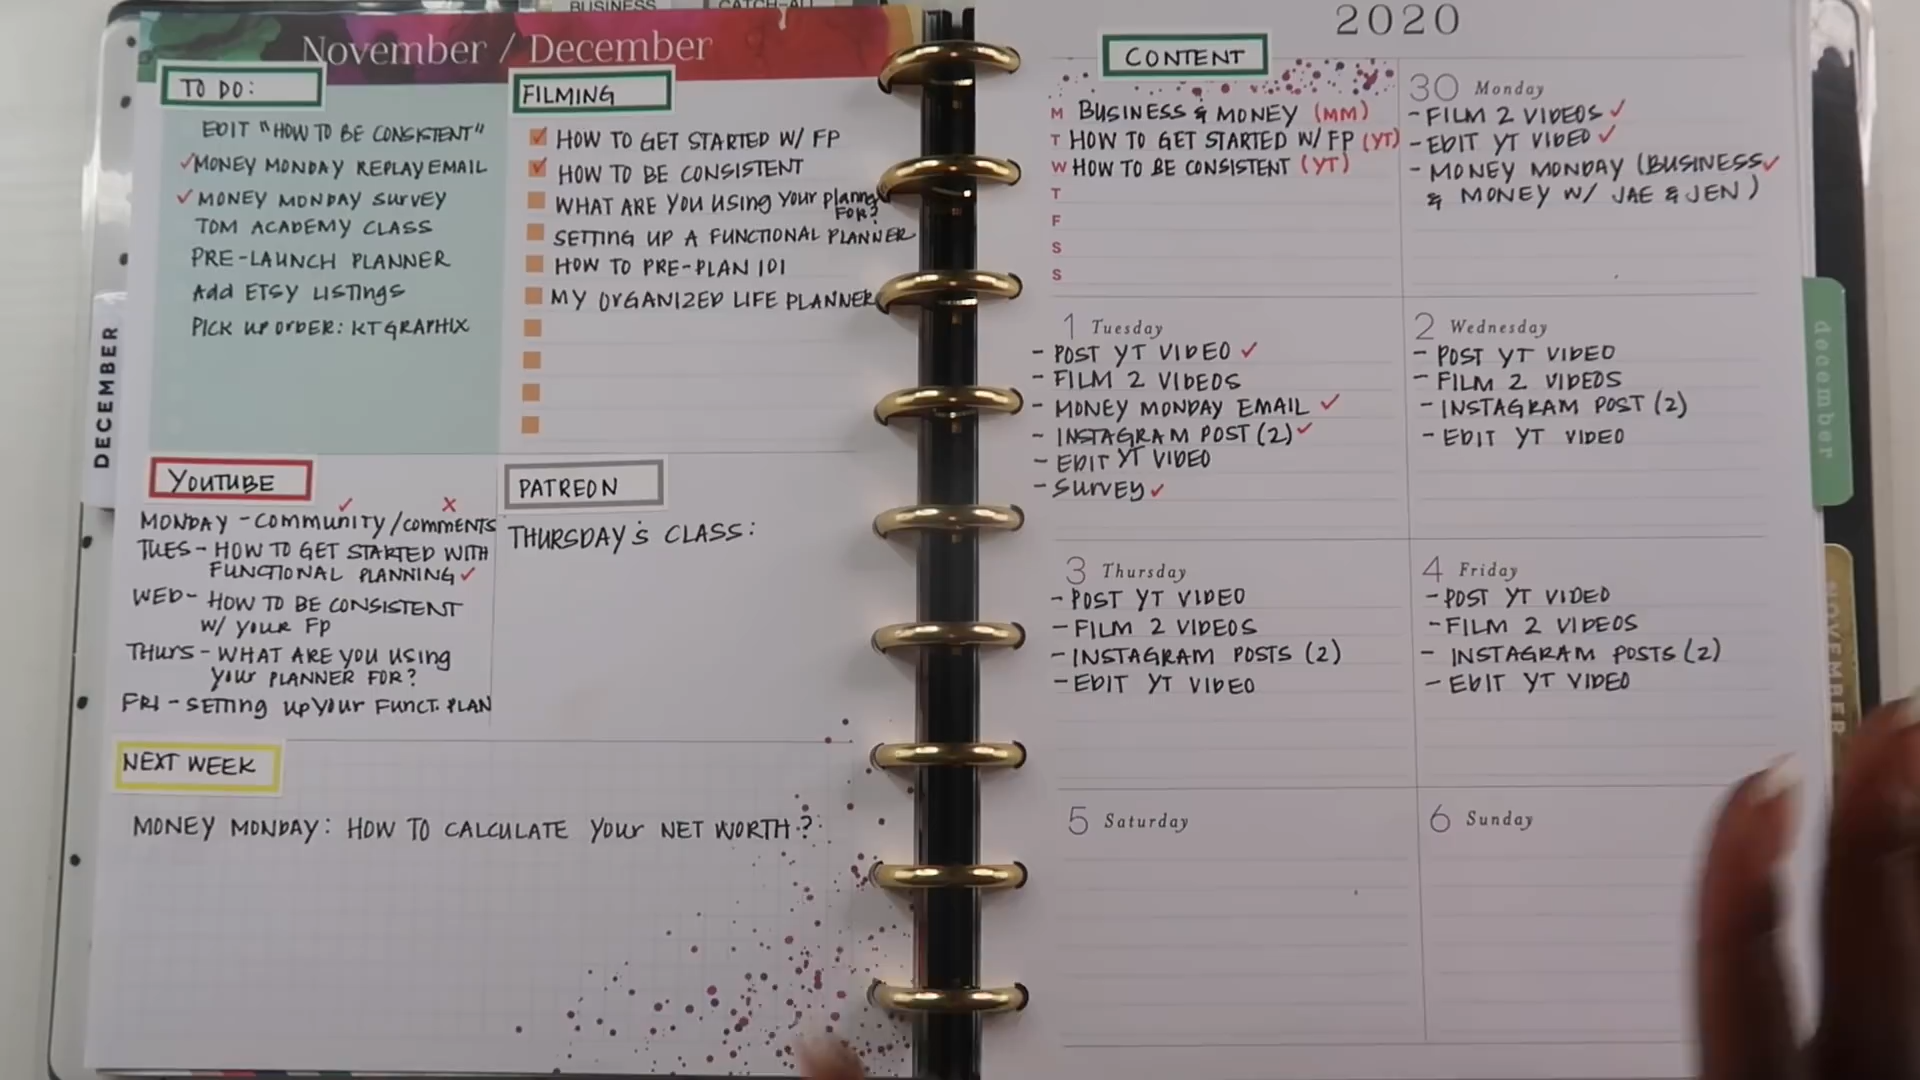 BUSINESS
CATCH-ALL
November / December
TO DO:
EDIT "HOW TO BE CONSISTENT"
✓MONEY MONDAY REPLAY EMAIL
✓MONEY MONDAY SURVEY
TOM ACADEMY CLASS
PRE-LAUNCH PLANNER
Add ETSY LISTINGS
PICK UP ORDER: KT GRAPHIX
FILMING
HOW TO GET STARTED W/ FP
HOW TO BE CONSISTENT
WHAT ARE YOU USING YOUR Planner
FOR?
SETTING UP A FUNCTIONAL PLANNER
HOW TO PRE-PLAN 101
MY ORGANIZED LIFE PLANNER
DECEMBER
YOUTUBE
MONDAY - COMMUNITY ✓/COMMENTS X
TUES - HOW TO GET STARTED WITH
FUNCTIONAL PLANNING ✓
WED - HOW TO BE CONSISTENT
W/ YOUR FP
THURS - WHAT ARE YOU USING
YOUR PLANNER FOR?
FRI - SETTING UP YOUR FUNCT. PLAN
PATREON
THURSDAY'S CLASS:
NEXT WEEK
MONEY MONDAY: HOW TO CALCULATE YOUR NET WORTH?
2020
CONTENT
M BUSINESS & MONEY (MM)
T HOW TO GET STARTED W/ FP (YT)
W HOW TO BE CONSISTENT (YT)
T
F
S
S
30 Monday
- FILM 2 VIDEOS ✓
- EDIT YT VIDEO ✓
- MONEY MONDAY (BUSINESS ✓
& MONEY W/ JAE & JEN)
1 Tuesday
- POST YT VIDEO ✓
- FILM 2 VIDEOS
- MONEY MONDAY EMAIL ✓
- INSTAGRAM POST (2) ✓
- EDIT YT VIDEO
- SURVEY ✓
2 Wednesday
- POST YT VIDEO
- FILM 2 VIDEOS
- INSTAGRAM POST (2)
- EDIT YT VIDEO
3 Thursday
- POST YT VIDEO
- FILM 2 VIDEOS
- INSTAGRAM POSTS (2)
- EDIT YT VIDEO
4 Friday
- POST YT VIDEO
- FILM 2 VIDEOS
- INSTAGRAM POSTS (2)
- EDIT YT VIDEO
5 Saturday
6 Sunday
december
NOVEMBER